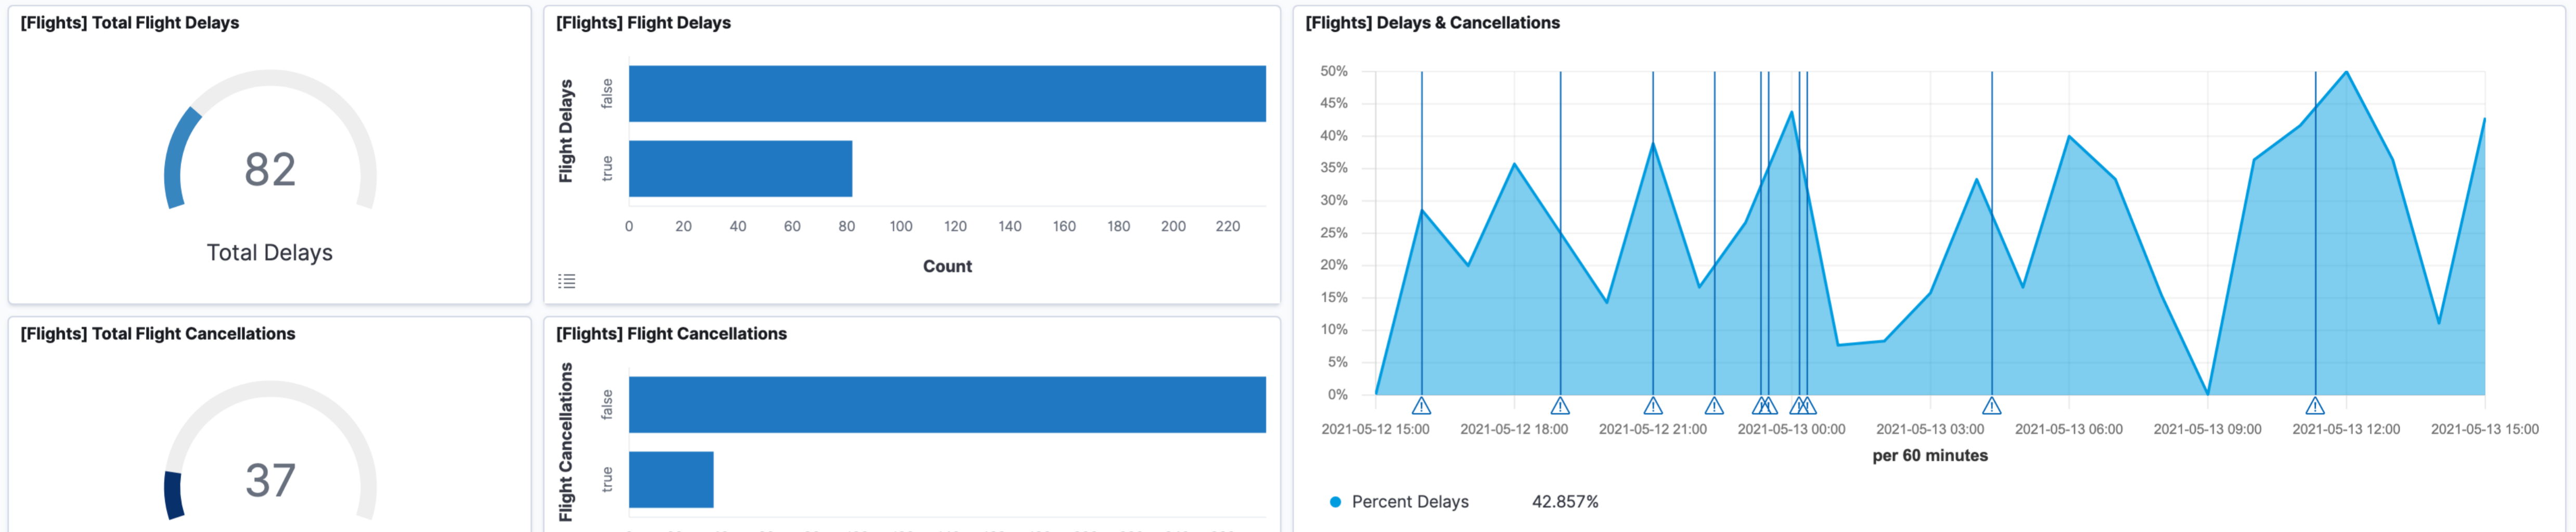 [Flights] Total Flight Delays
82
Total Delays
[Flights] Flight Delays
Flight Delays
false
true
0 20 40 60 80 100 120 140 160 180 200 220
Count
[Flights] Total Flight Cancellations
37
[Flights] Flight Cancellations
Flight Cancellations
false
true
[Flights] Delays & Cancellations
50%
45%
40%
35%
30%
25%
20%
15%
10%
5%
0%
2021-05-12 15:00 2021-05-12 18:00 2021-05-12 21:00 2021-05-13 00:00 2021-05-13 03:00 2021-05-13 06:00 2021-05-13 09:00 2021-05-13 12:00 2021-05-13 15:00
per 60 minutes
Percent Delays 42.857%